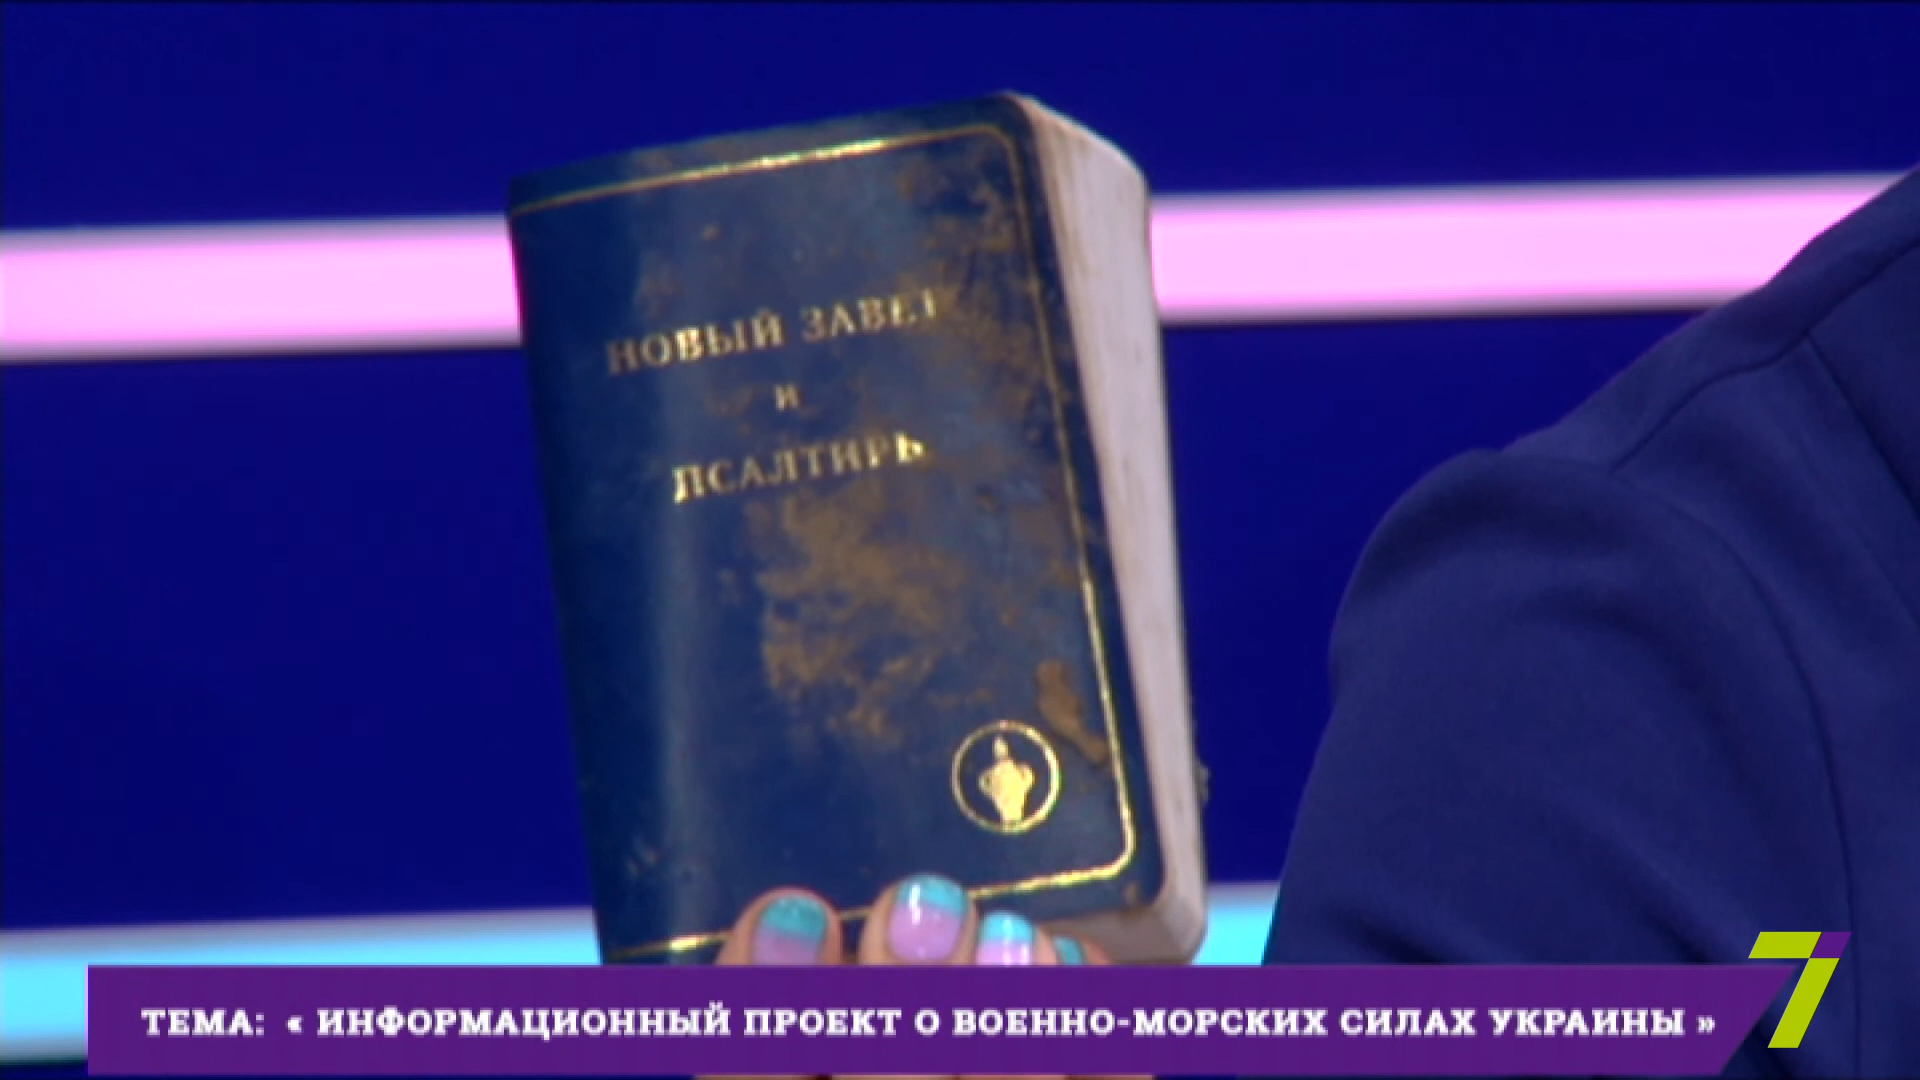 НОВЫЙ ЗАВЕТ
и
ПСАЛТИРЬ
ТЕМА: « ИНФОРМАЦИОННЫЙ ПРОЕКТ О ВОЕННО-МОРСКИХ СИЛАХ УКРАИНЫ »
7